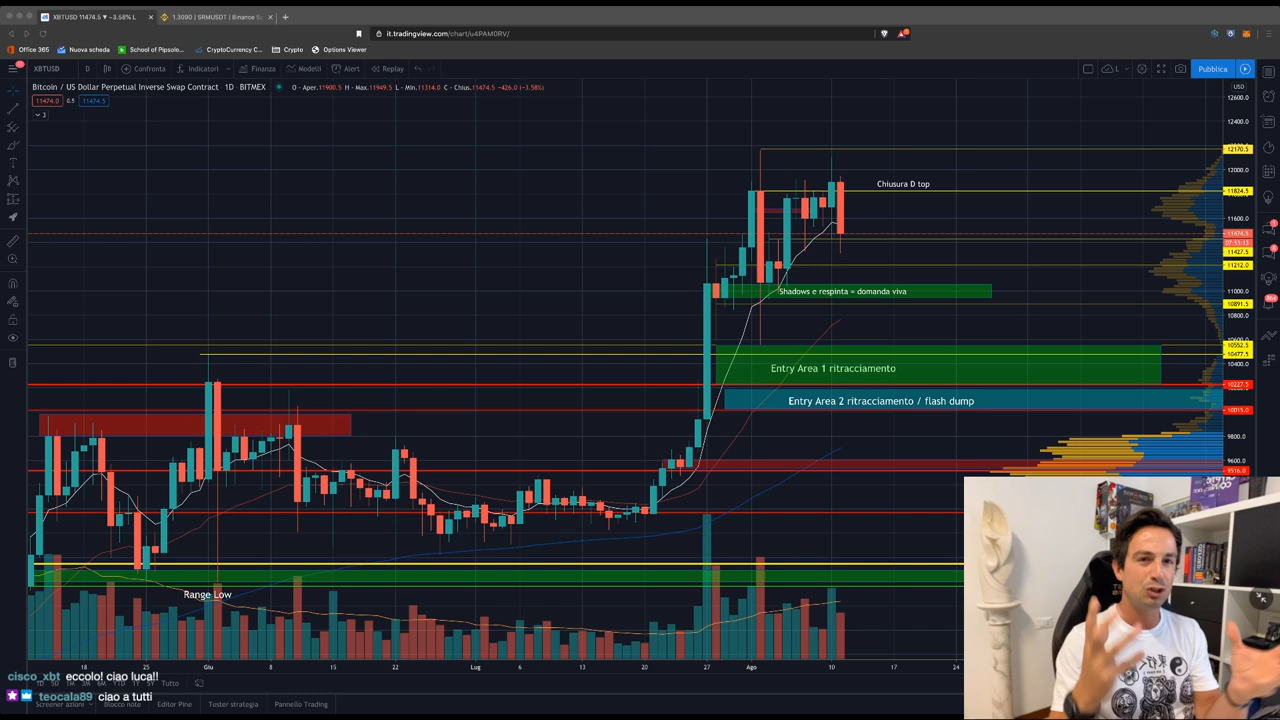 XBTUSD 11474.5 ▼ −3.58% L
1.3090 | SRMUSDT | Binance
it.tradingview.com/chart/u4PAM0RV/
Office 365
Nuova scheda
School of Pipsolo...
CryptoCurrency C...
Crypto
Options Viewer
XBTUSD
D
Confronta
Indicatori
Finanza
Modelli
Alert
Replay
L
Pubblica
Bitcoin / US Dollar Perpetual Inverse Swap Contract 1D BITMEX
O - Aper.11900.5 H - Max.11949.5 L - Min.11314.0 C - Chius.11474.5 −426.0 (−3.58%)
11474.0 0.5 11474.5
3
USD
12600.0
12400.0
12170.5
12000.0
Chiusura D top
11824.5
11600.0
11474.5
07:53:13
11427.5
11212.0
11000.0
Shadows e respinta = domanda viva
10891.5
10800.0
10552.5
10477.5
10400.0
Entry Area 1 ritracciamento
10227.5
Entry Area 2 ritracciamento / flash dump
10015.0
9800.0
9600.0
9516.0
Range Low
18
25
Giu
8
15
22
Lug
6
13
20
27
Ago
10
17
24
cisco_xbt eccolo! ciao luca!!
Tutto
teocala89 ciao a tutti
Screener azioni
Blocco note
Editor Pine
Tester strategia
Pannello Trading